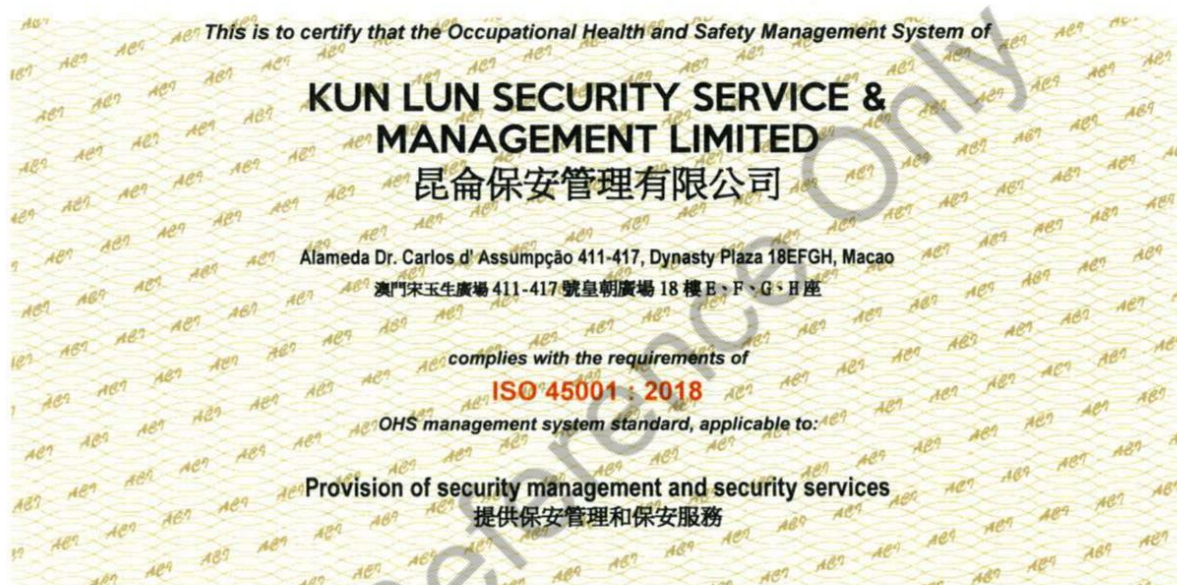 This is to certify that the Occupational Health and Safety Management System of
KUN LUN SECURITY SERVICE &
MANAGEMENT LIMITED
昆侖保安管理有限公司
Alameda Dr. Carlos d' Assumpção 411-417, Dynasty Plaza 18EFGH, Macao
澳門宋玉生廣場 411-417 號皇朝廣場 18 樓 E、F、G、H 座
complies with the requirements of
ISO 45001 : 2018
OHS management system standard, applicable to:
Provision of security management and security services
提供保安管理和保安服務
eference Only